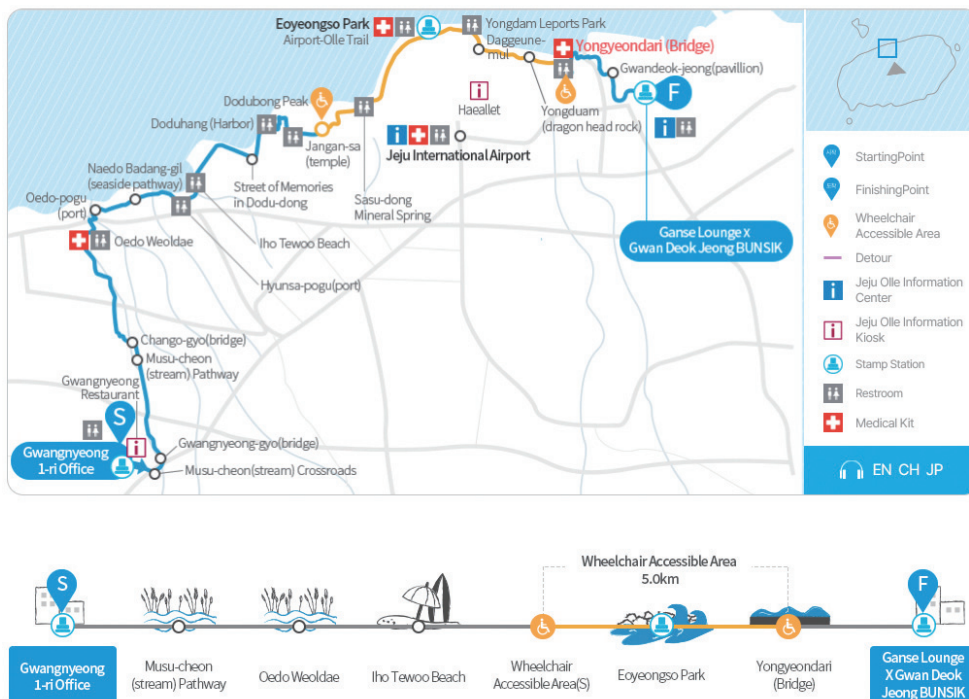 Eoyeongso Park
Airport-Olle Trail
Yongdam Leports Park
Daggeune-
mul
Yongyeondari (Bridge)
Gwandeok-jeong(pavillion)
F
Dodubong Peak
Haeallet
Yongduam
(dragon head rock)
Doduhang (Harbor)
Jangan-sa
(temple)
Jeju International Airport
Naedo Badang-gil
(seaside pathway)
Street of Memories
in Dodu-dong
Sasu-dong
Mineral Spring
Oedo-pogu
(port)
Oedo Weoldae
Iho Tewoo Beach
Ganse Lounge X
Gwan Deok Jeong BUNSIK
Hyunsa-pogu(port)
Chango-gyo(bridge)
Musu-cheon
(stream) Pathway
Gwangnyeong
Restaurant
S
Gwangnyeong
1-ri Office
Gwangnyeong-gyo(bridge)
Musu-cheon(stream) Crossroads
StartingPoint
FinishingPoint
Wheelchair
Accessible Area
Detour
Jeju Olle Information
Center
Jeju Olle Information
Kiosk
Stamp Station
Restroom
Medical Kit
EN CH JP
Wheelchair Accessible Area
5.0km
S
F
Gwangnyeong
1-ri Office
Musu-cheon
(stream) Pathway
Oedo Weoldae
Iho Tewoo Beach
Wheelchair
Accessible Area(S)
Eoyeongso Park
Yongyeondari
(Bridge)
Ganse Lounge
X Gwan Deok
Jeong BUNSIK